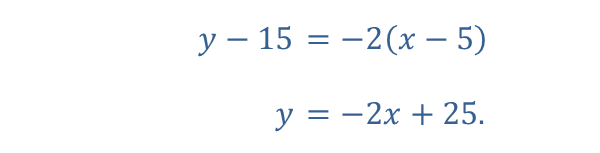 y − 15 = −2(x − 5)
y = −2x + 25.